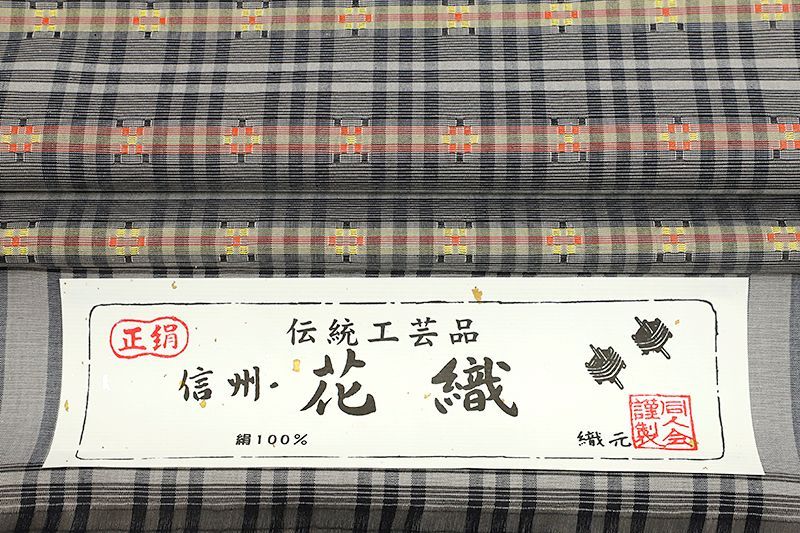 正絹
伝統工芸品
信州・花織
絹100%
織元
同人会
謹製